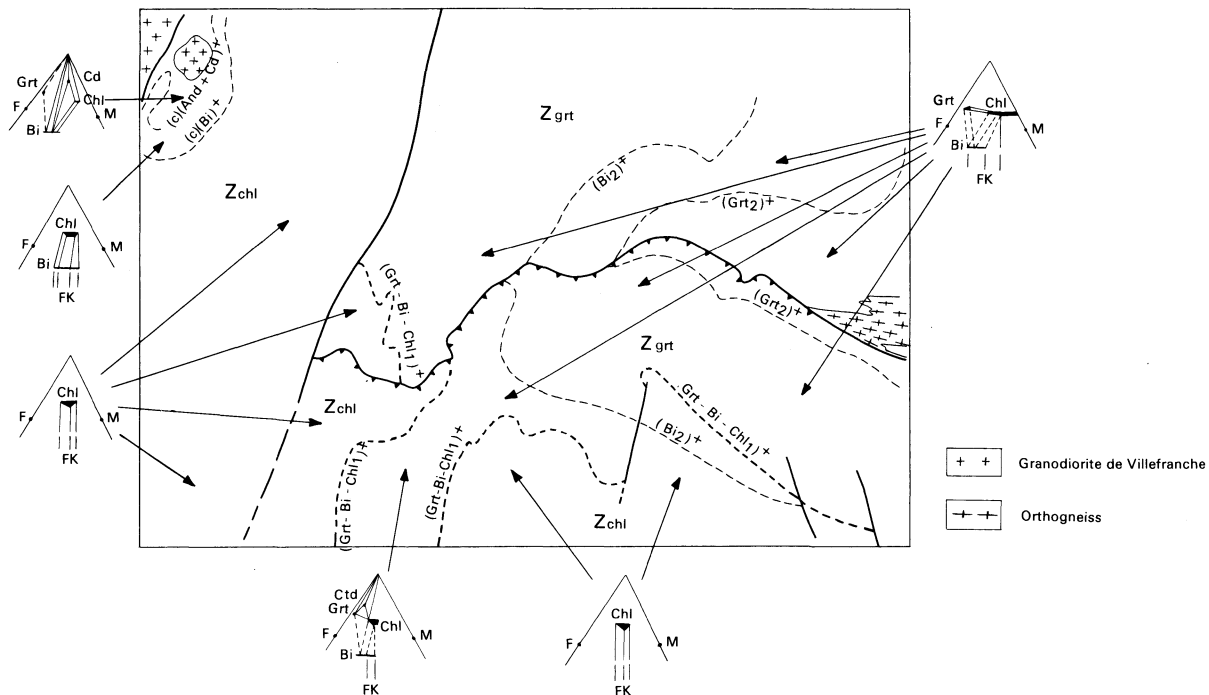 Grt
Cd
Chl
F
M
Bi
(c)(And + Cd)+
(c)(Bi)+
Zchl
Zgrt
Grt
Chl
F
M
Bi
FK
(Bi2)+
(Grt2)+
Chl
F
M
Bi
FK
(Grt - Bi - Chl1)+
(Grt2)+
Zgrt
Chl
F
M
FK
Zchl
(Grt - Bi - Chl1)+
(Grt-Bi-Chl1)+
Grt - Bi - Chl1)+
(Bi2)+
Zchl
Granodiorite de Villefranche
Orthogneiss
Ctd
Grt
Chl
F
M
Bi
FK
Chl
F
M
FK